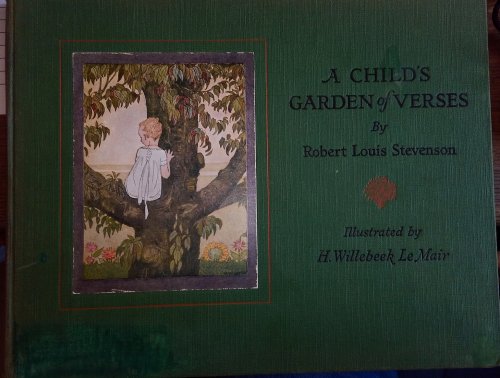 A CHILD'S
GARDEN of VERSES
By
Robert Louis Stevenson
Illustrated by
H. Willebeek Le Mair